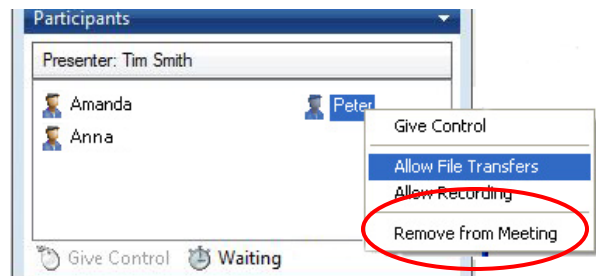 Participants
Presenter: Tim Smith
Amanda
Peter
Anna
Give Control
Allow File Transfers
Allow Recording
Remove from Meeting
Give Control Waiting